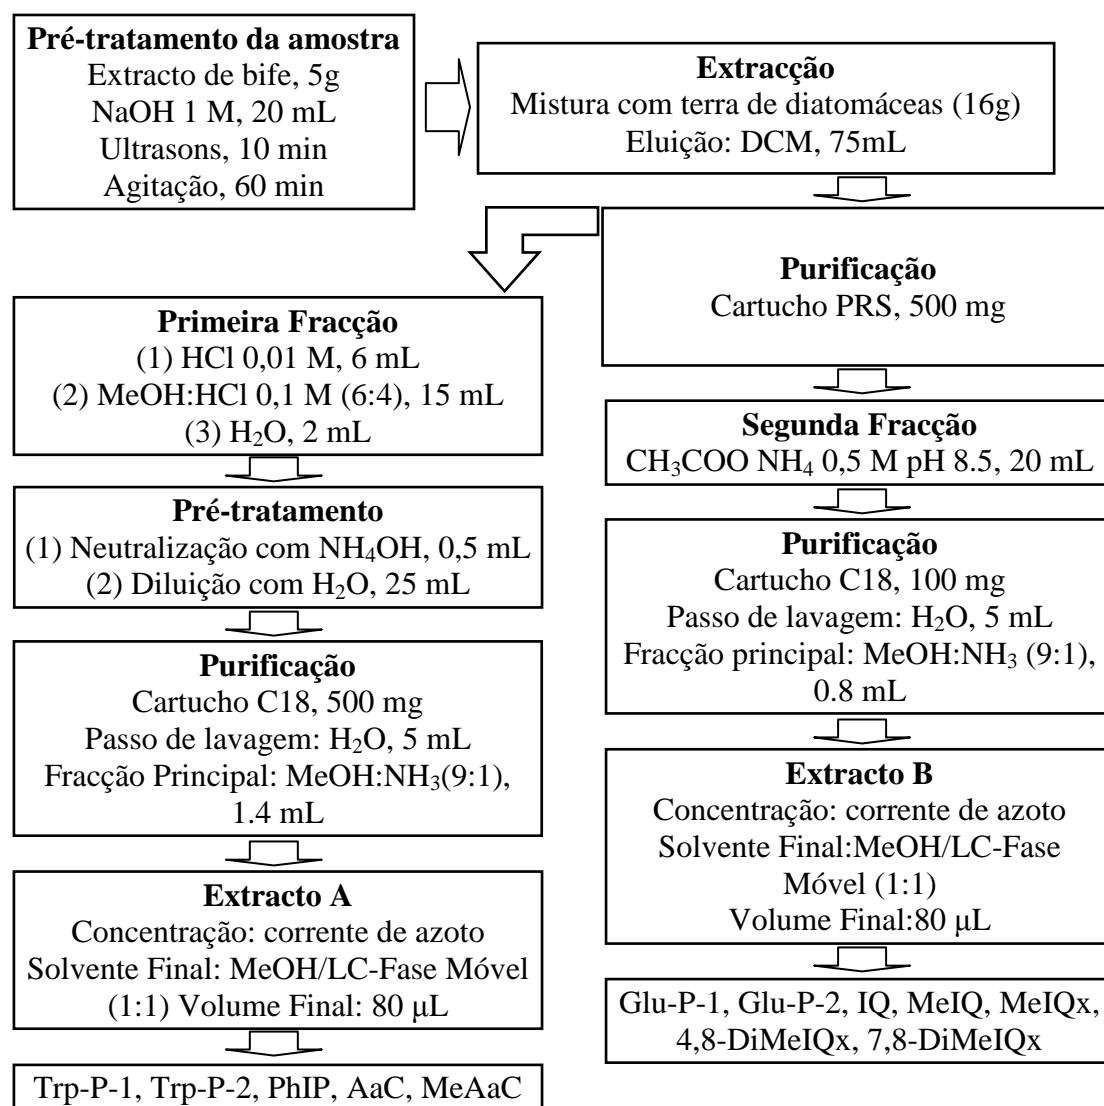 Pré-tratamento da amostra
Extracto de bife, 5g
NaOH 1 M, 20 mL
Ultrasons, 10 min
Agitação, 60 min
Extracção
Mistura com terra de diatomáceas (16g)
Eluição: DCM, 75mL
Purificação
Cartucho PRS, 500 mg
Primeira Fracção
(1) HCl 0,01 M, 6 mL
(2) MeOH:HCl 0,1 M (6:4), 15 mL
(3) H₂O, 2 mL
Pré-tratamento
(1) Neutralização com NH₄OH, 0,5 mL
(2) Diluição com H₂O, 25 mL
Purificação
Cartucho C18, 500 mg
Passo de lavagem: H₂O, 5 mL
Fracção Principal: MeOH:NH₃(9:1),
1.4 mL
Extracto A
Concentração: corrente de azoto
Solvente Final: MeOH/LC-Fase Móvel
(1:1) Volume Final: 80 µL
Trp-P-1, Trp-P-2, PhIP, AaC, MeAaC
Segunda Fracção
CH₃COO NH₄ 0,5 M pH 8.5, 20 mL
Purificação
Cartucho C18, 100 mg
Passo de lavagem: H₂O, 5 mL
Fracção principal: MeOH:NH₃ (9:1),
0.8 mL
Extracto B
Concentração: corrente de azoto
Solvente Final:MeOH/LC-Fase
Móvel (1:1)
Volume Final:80 µL
Glu-P-1, Glu-P-2, IQ, MeIQ, MeIQx,
4,8-DiMeIQx, 7,8-DiMeIQx